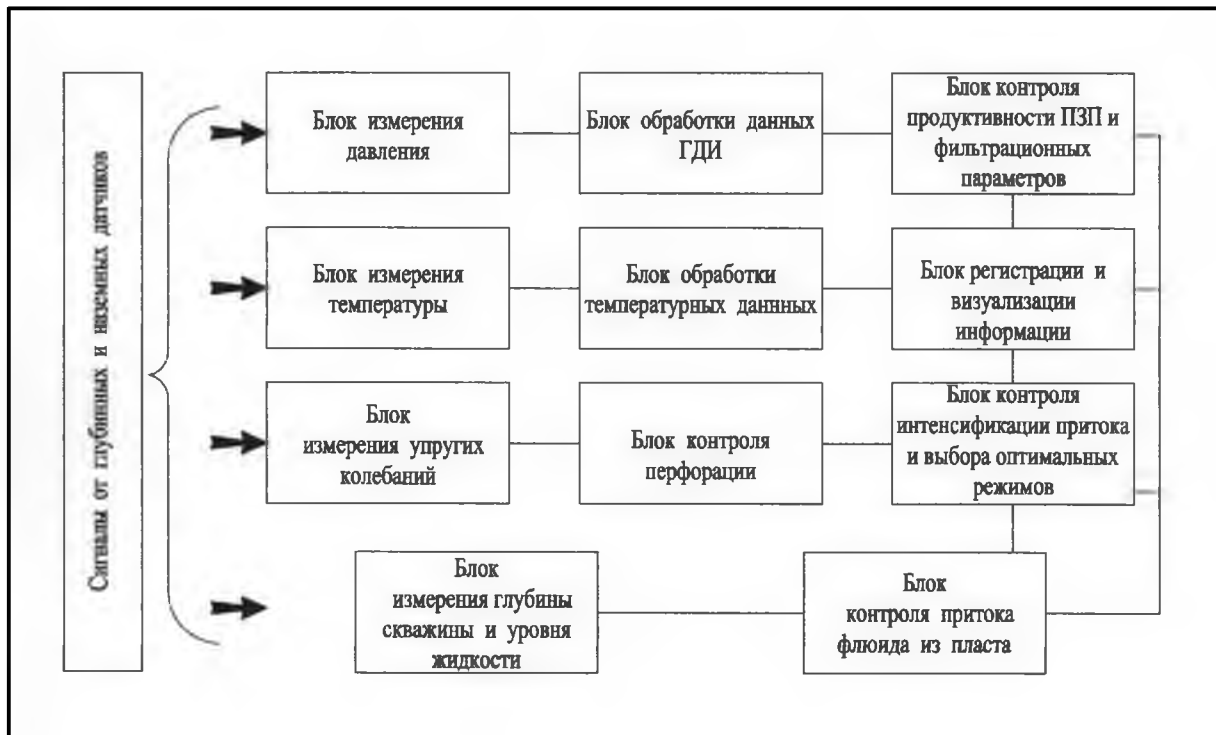 Сигналы от глубинных и наземных датчиков
Блок измерения
давления
Блок обработки данных
ГДИ
Блок контроля
продуктивности ПЗП и
фильтрационных
параметров
Блок измерения
температуры
Блок обработки
температурных даннных
Блок регистрации и
визуализации
информации
Блок
измерения упругих
колебаний
Блок контроля
перфорации
Блок контроля
интенсификации притока
и выбора оптимальных
режимов
Блок
измерения глубины
скважины и уровня
жидкости
Блок
контроля притока
флюида из пласта